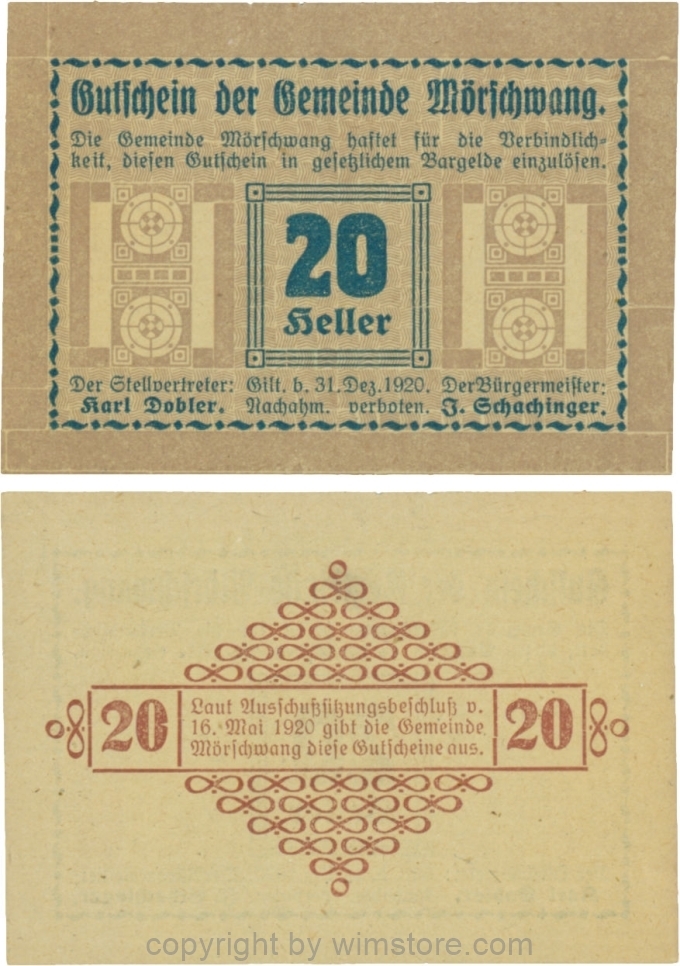 Gutschein der Gemeinde Mörschwang.
Die Gemeinde Mörschwang haftet für die Verbindlich-
keit, diesen Gutschein in gesetzlichem Bargelde einzulösen.
20
Heller
Der Stellvertreter: Gilt. b. 31. Dez. 1920. Der Bürgermeister:
Karl Dobler. Nachahm. verboten. J. Schachinger.
20
Laut Ausschußsitzungsbeschluß v.
16. Mai 1920 gibt die Gemeinde
Mörschwang diese Gutscheine aus.
20
copyright by wimstore.com